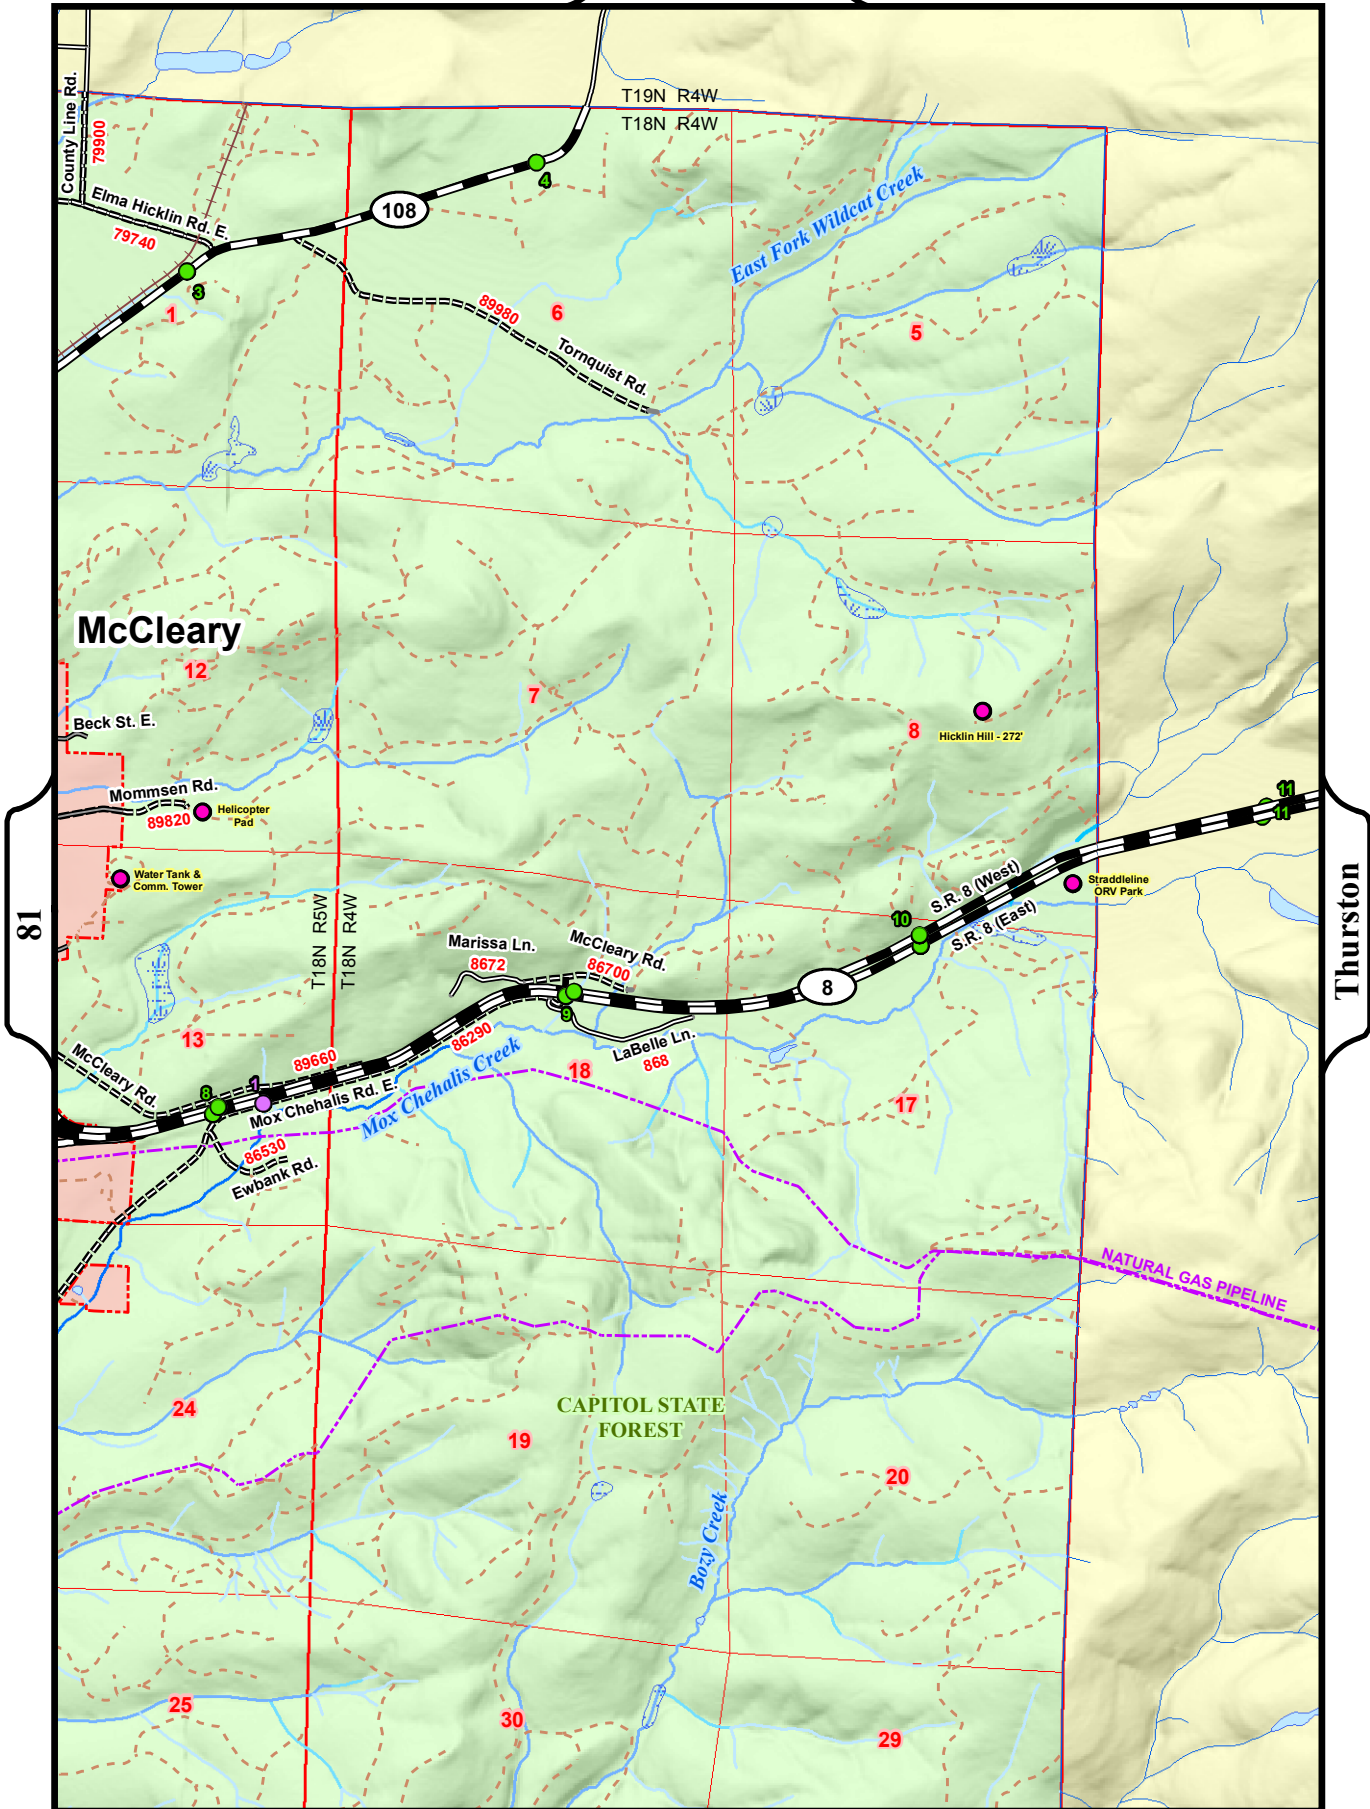 T19N R4W
T18N R4W
County Line Rd.
79900
Elma Hicklin Rd. E.
79740
108
4
3
1
East Fork Wildcat Creek
89980
6
5
Tornquist Rd.
McCleary
12
7
8
Hicklin Hill - 272'
Beck St. E.
Mommsen Rd.
89820
Helicopter
Pad
11
11
Water Tank &
Comm. Tower
Straddleline
ORV Park
81
Thurston
T18N R5W
T18N R4W
S.R. 8 (West)
10
S.R. 8 (East)
Marissa Ln.
8672
McCleary Rd.
86700
8
9
13
86290
LaBelle Ln.
868
McCleary Rd.
89660
18
Mox Chehalis Creek
8
1
Mox Chehalis Rd. E.
17
86530
Ewbank Rd.
NATURAL GAS PIPELINE
24
CAPITOL STATE
FOREST
19
20
Bozy Creek
25
30
29